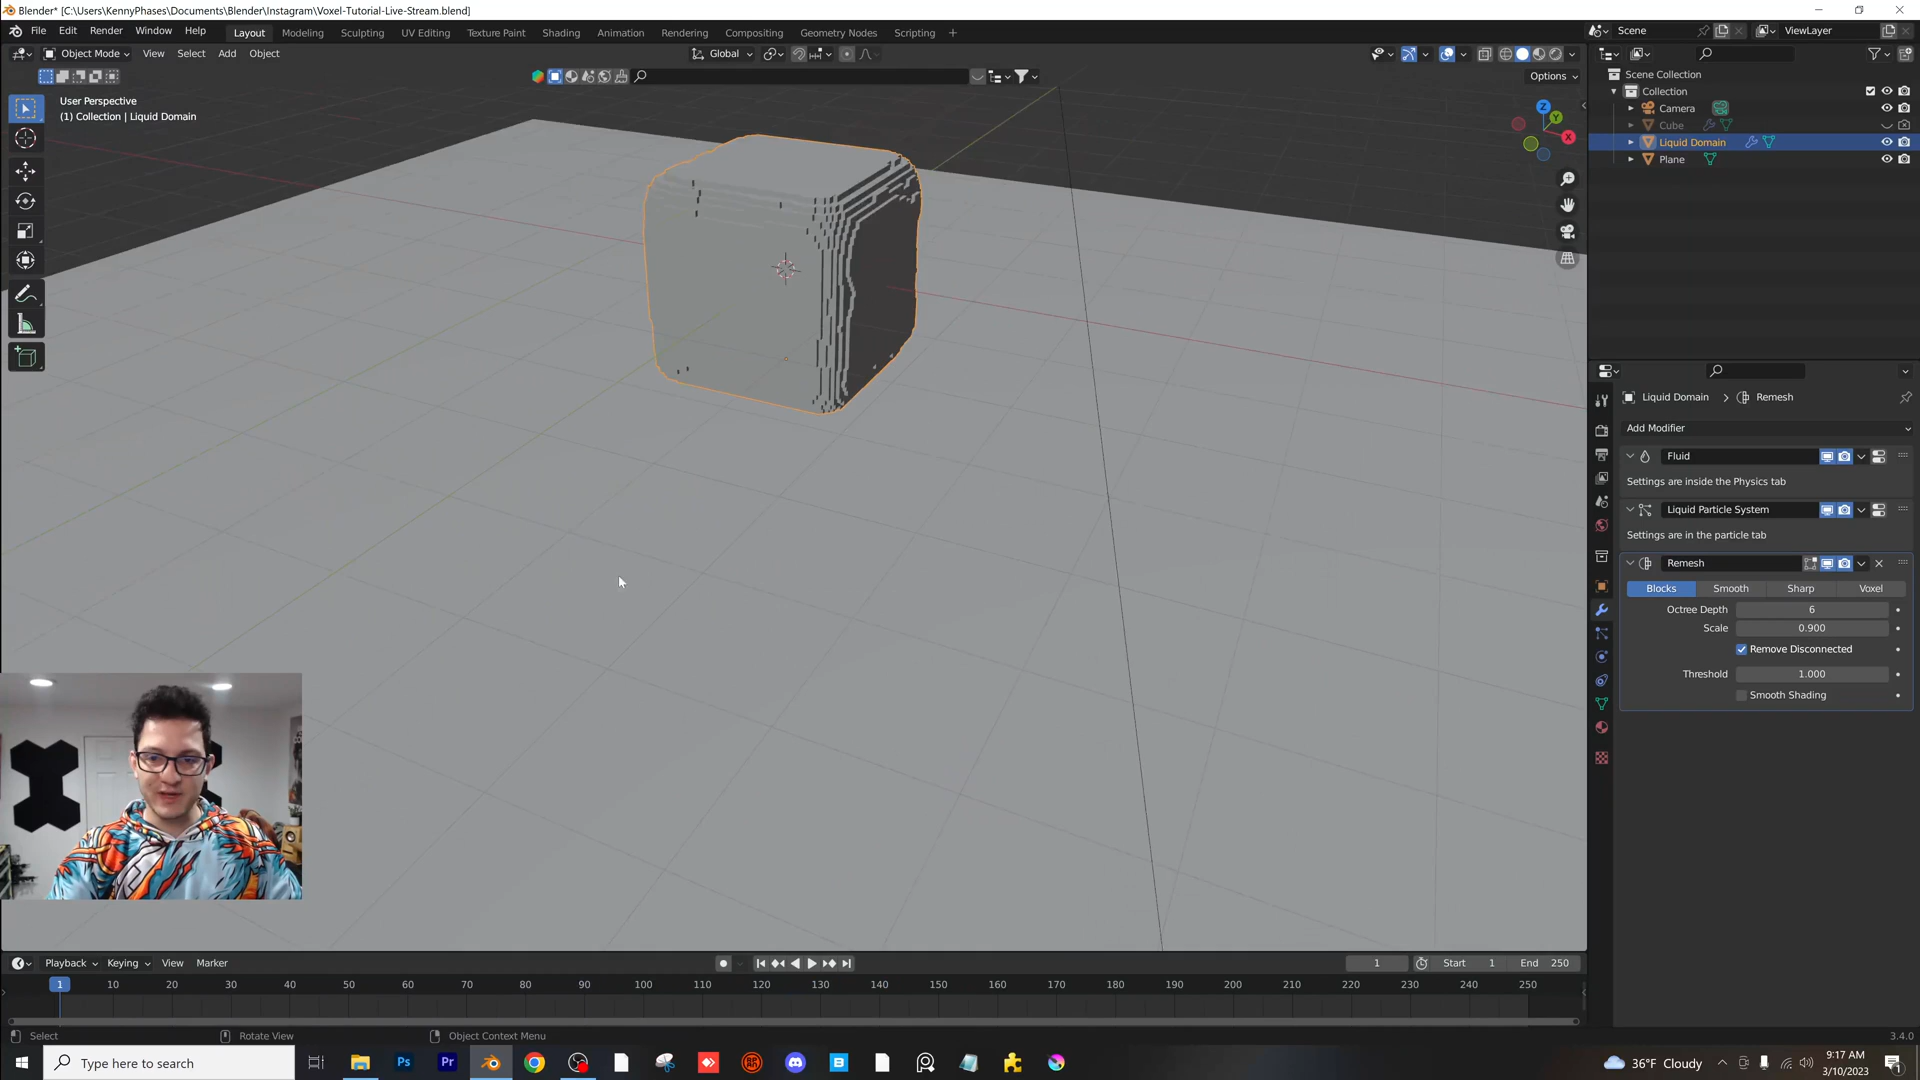 Blender* [C:\Users\KennyPhases\Documents\Blender\Instagram\Voxel-Tutorial-Live-Stream.blend]
File Edit Render Window Help Layout Modeling Sculpting UV Editing Texture Paint Shading Animation Rendering Compositing Geometry Nodes Scripting + Scene ViewLayer
Object Mode View Select Add Object Global
Options
User Perspective
(1) Collection | Liquid Domain
Z
Y
X
Scene Collection
Collection
Camera
Cube
Liquid Domain
Plane
Liquid Domain > Remesh
Add Modifier
Fluid
Settings are inside the Physics tab
Liquid Particle System
Settings are in the particle tab
Remesh
Blocks Smooth Sharp Voxel
Octree Depth 6
Scale 0.900
Remove Disconnected
Threshold 1.000
Smooth Shading
Playback Keying View Marker 1 Start 1 End 250
1 10 20 30 40 50 60 70 80 90 100 110 120 130 140 150 160 170 180 190 200 210 220 230 240 250
Select Rotate View Object Context Menu 3.4.0
Type here to search Ps Pr 36°F Cloudy 9:17 AM
3/10/2023
1